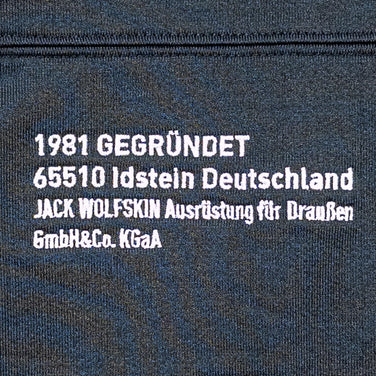 1981 GEGRÜNDET
65510 Idstein Deutschland
JACK WOLFSKIN Ausrüstung für Draußen
GmbH&Co. KGaA